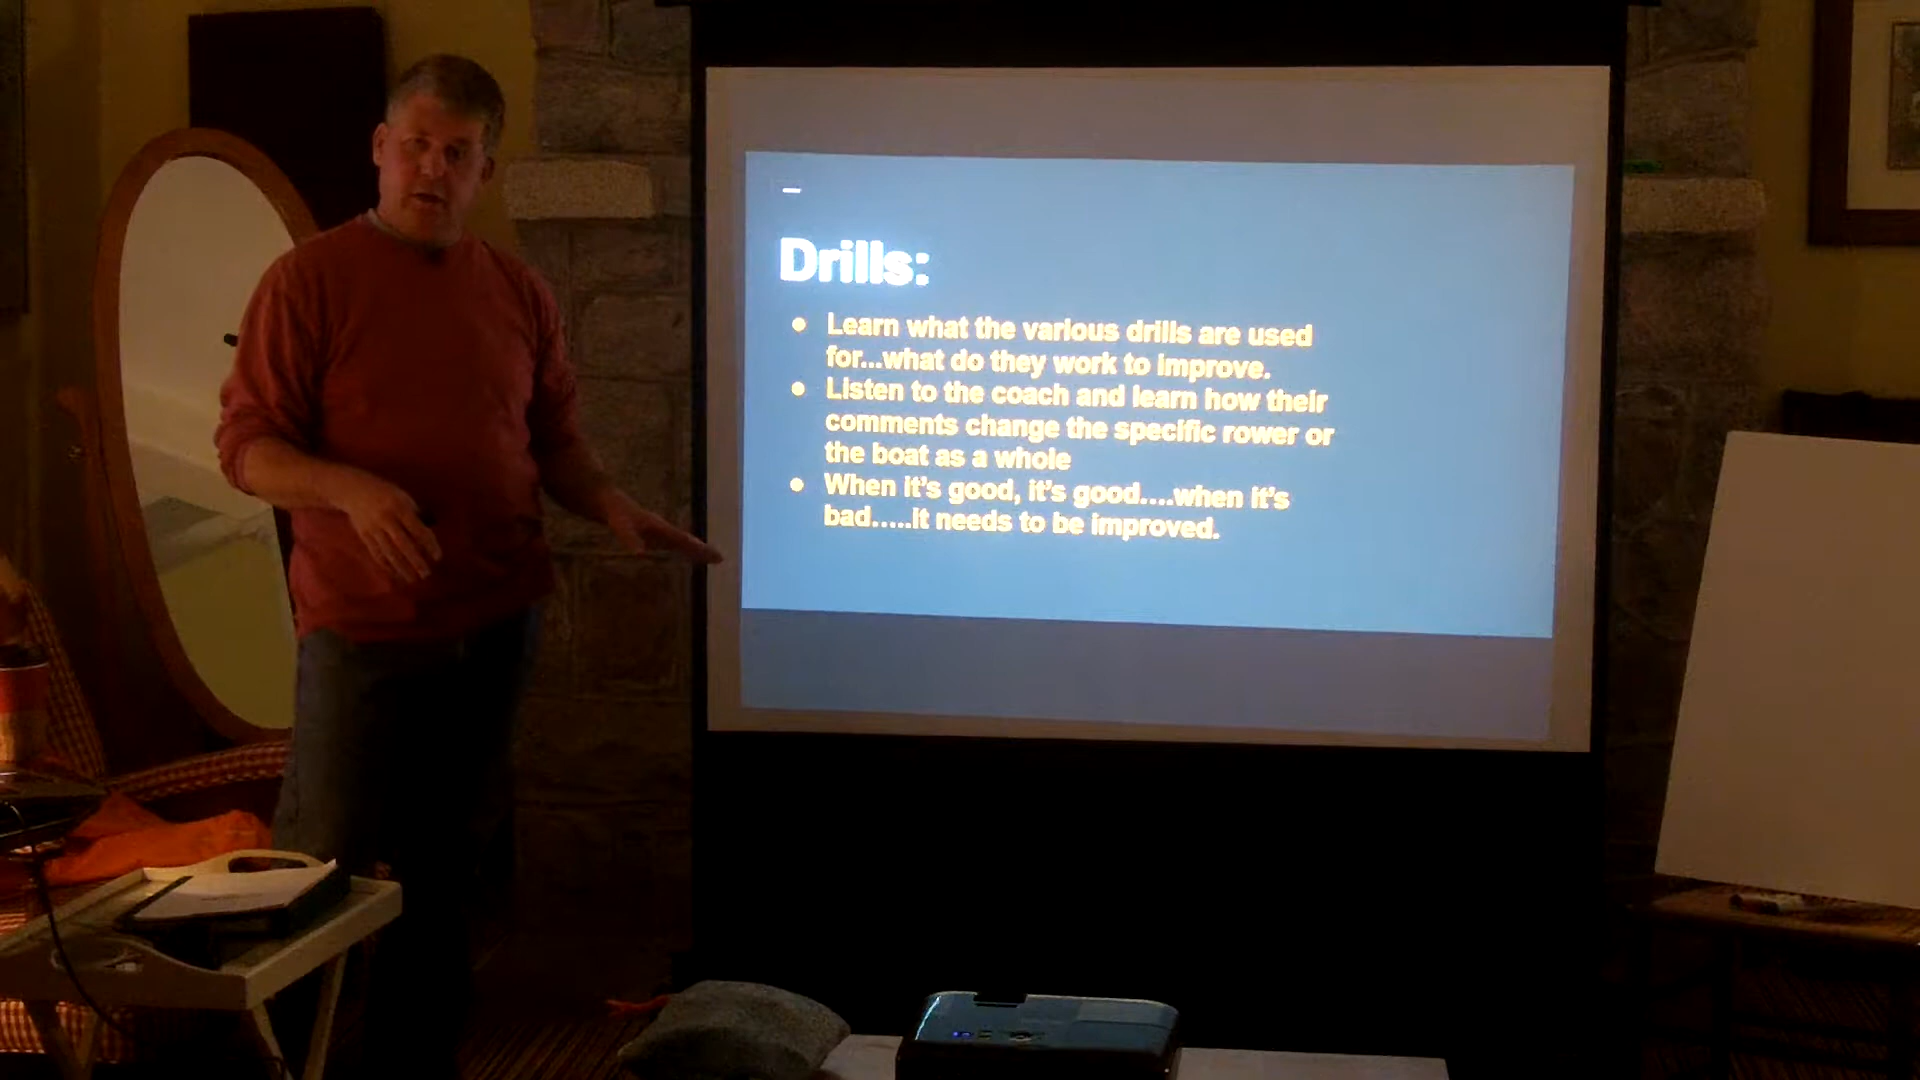 Drills:
● Learn what the various drills are used
for...what do they work to improve.
● Listen to the coach and learn how their
comments change the specific rower or
the boat as a whole
● When it's good, it's good....when it's
bad.....it needs to be improved.